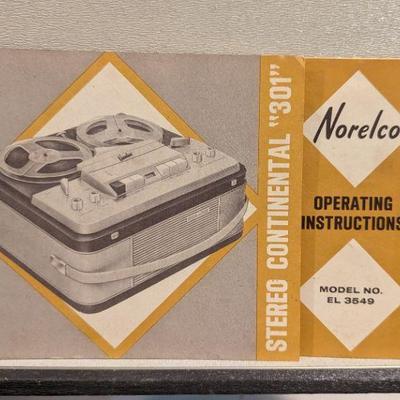 STEREO CONTINENTAL "301"
Norelco
OPERATING
INSTRUCTIONS
MODEL NO.
EL 3549